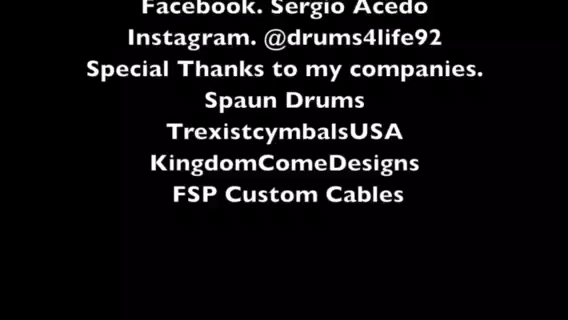 Facebook. Sergio Acedo
Instagram. @drums4life92
Special Thanks to my companies.
Spaun Drums
TrexistcymbalsUSA
KingdomComeDesigns
FSP Custom Cables